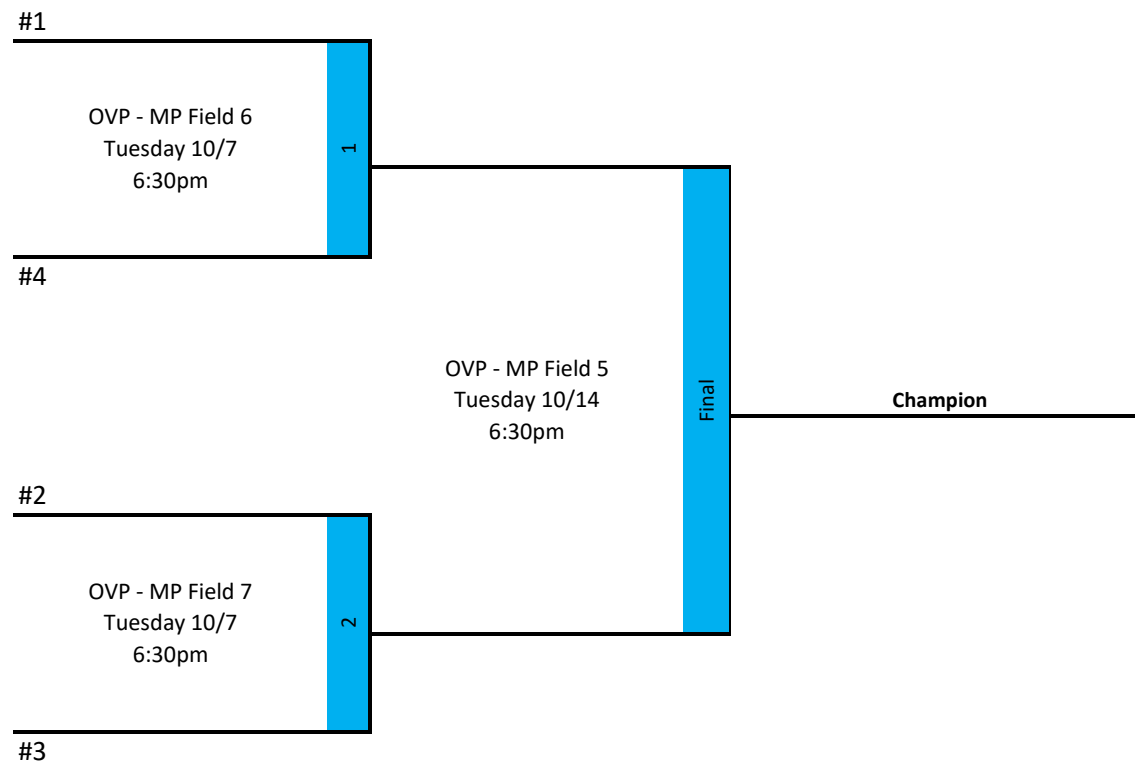 #1
OVP - MP Field 6
Tuesday 10/7
6:30pm
1
#4
OVP - MP Field 5
Tuesday 10/14
6:30pm
Final
Champion
#2
OVP - MP Field 7
Tuesday 10/7
6:30pm
2
#3